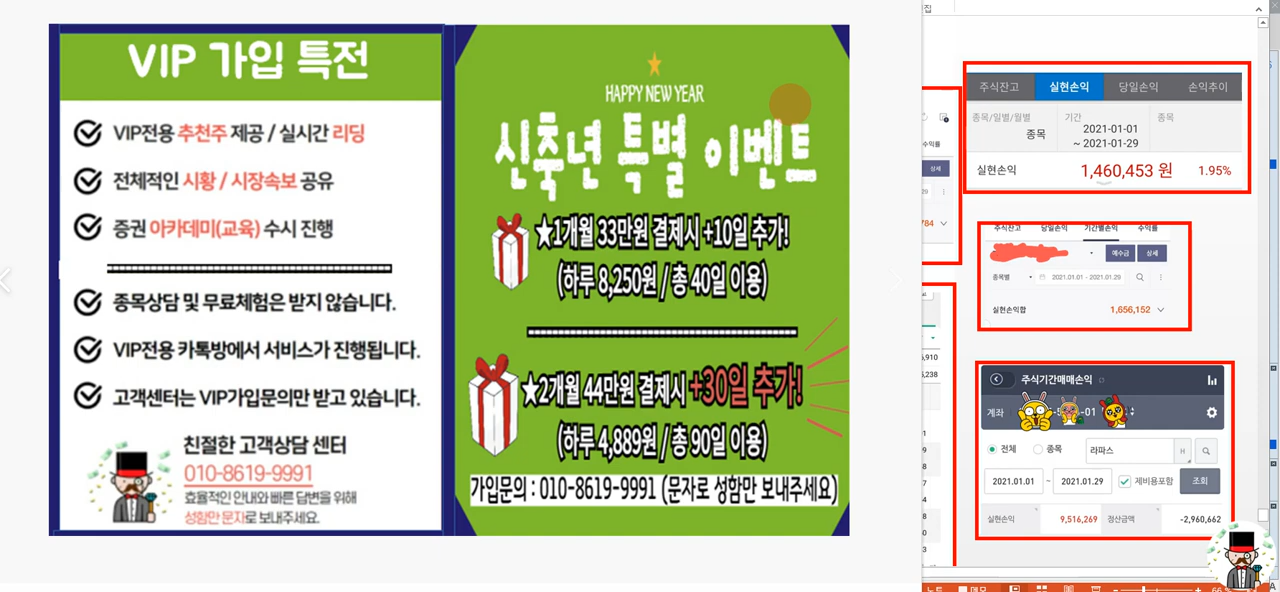 VIP 가입 특전
VIP전용 추천주 제공 / 실시간 리딩
전체적인 시황 / 시장속보 공유
증권 아카데미(교육) 수시 진행
종목상담 및 무료체험은 받지 않습니다.
VIP전용 카톡방에서 서비스가 진행됩니다.
고객센터는 VIP가입문의만 받고 있습니다.
친절한 고객상담 센터
010-8619-9991
효율적인 안내와 빠른 답변을 위해
성함만 문자로 보내주세요.
HAPPY NEW YEAR
신축년 특별 이벤트
★1개월 33만원 결제시 +10일 추가!
(하루 8,250원 / 총 40일 이용)
★2개월 44만원 결제시 +30일 추가!
(하루 4,889원 / 총 90일 이용)
가입문의 : 010-8619-9991 (문자로 성함만 보내주세요)
수익률
상세
29
784
6,910
6,238
주식잔고 실현손익 당일손익 손익추이
종목/일별/월별 기간 종목
종목 2021-01-01
~ 2021-01-29
실현손익 1,460,453 원 1.95%
주식잔고 당일손익 기간별손익 수익률
예수금 상세
종목별 2021.01.01 - 2021.01.29
실현손익합 1,656,152
주식기간매매손익
계좌 -01
전체 종목 라파스 H
2021.01.01 ~ 2021.01.29 제비용포함 조회
실현손익 9,516,269 정산금액 -2,960,662
노트 메모 66